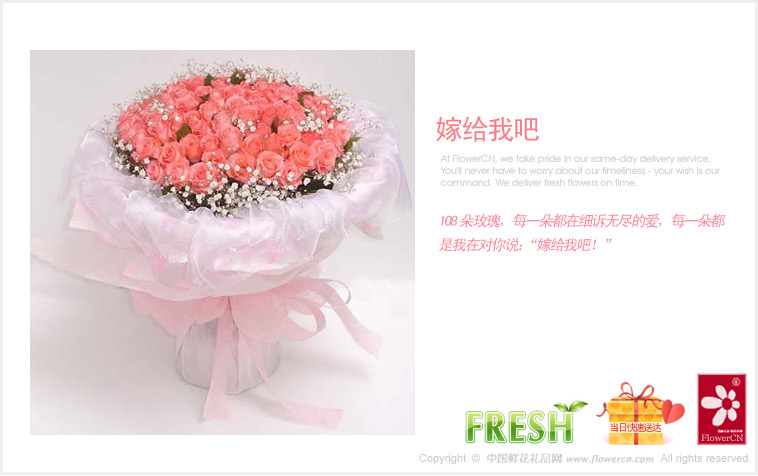 嫁给我吧
At FlowerCN, we take pride in our same-day delivery service.
You'll never have to worry about our timeliness - your wish is our
command. We deliver fresh flowers on time.
108 朵玫瑰，每一朵都在细诉无尽的爱，每一朵都
是我在对你说：“嫁给我吧！”
FRESH
当日快速送达
FlowerCN
Copyright © 中国鲜花礼品网 www.flowercn.com All rights reserved.